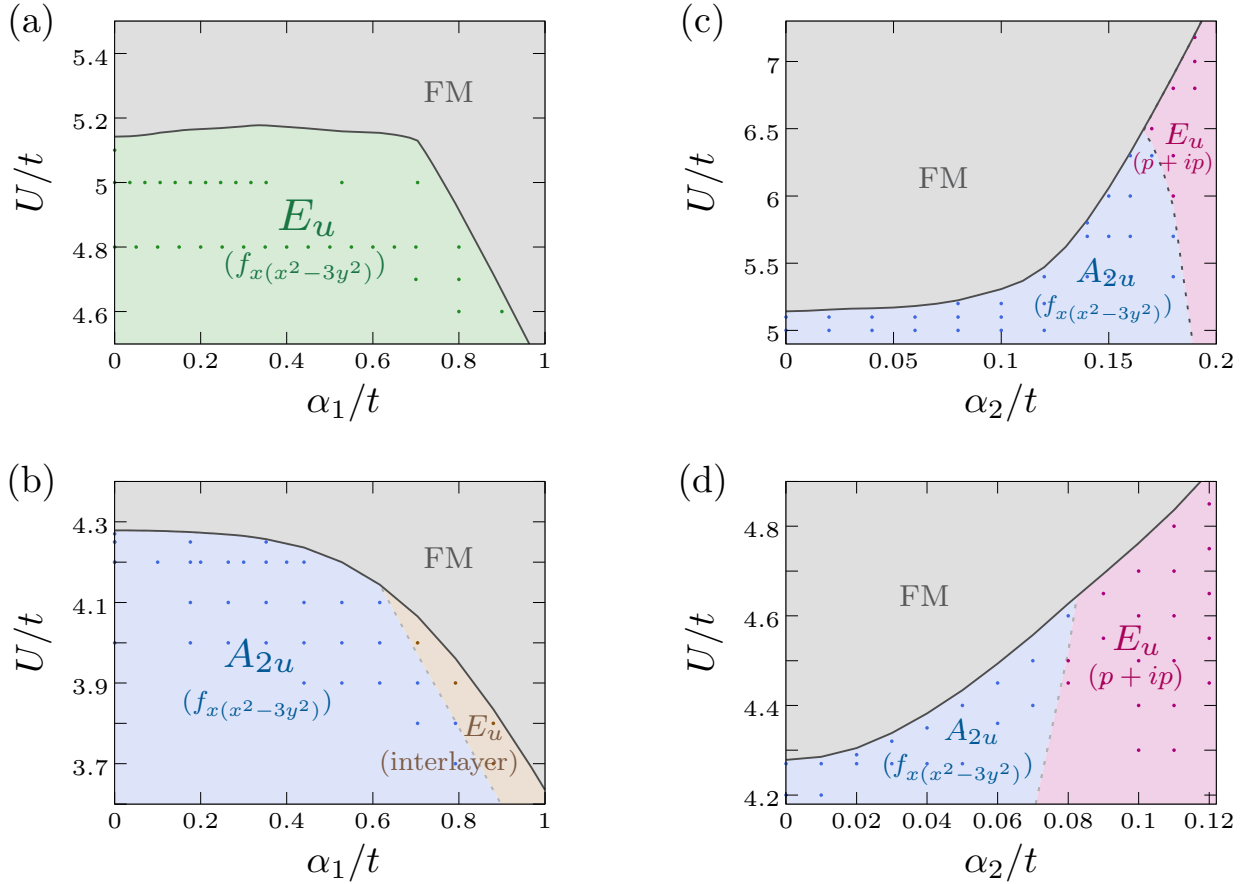 (a)
U/t
5.4
5.2
5
4.8
4.6
FM
E_u
(f_{x(x^2−3y^2)})
0 0.2 0.4 0.6 0.8 1
α_1/t
(c)
U/t
7
6.5
6
5.5
5
FM
E_u
(p + ip)
A_{2u}
(f_{x(x^2−3y^2)})
0 0.05 0.1 0.15 0.2
α_2/t
(b)
U/t
4.3
4.1
3.9
3.7
FM
A_{2u}
(f_{x(x^2−3y^2)})
E_u
(interlayer)
0 0.2 0.4 0.6 0.8 1
α_1/t
(d)
U/t
4.8
4.6
4.4
4.2
FM
E_u
(p + ip)
A_{2u}
(f_{x(x^2−3y^2)})
0 0.02 0.04 0.06 0.08 0.1 0.12
α_2/t